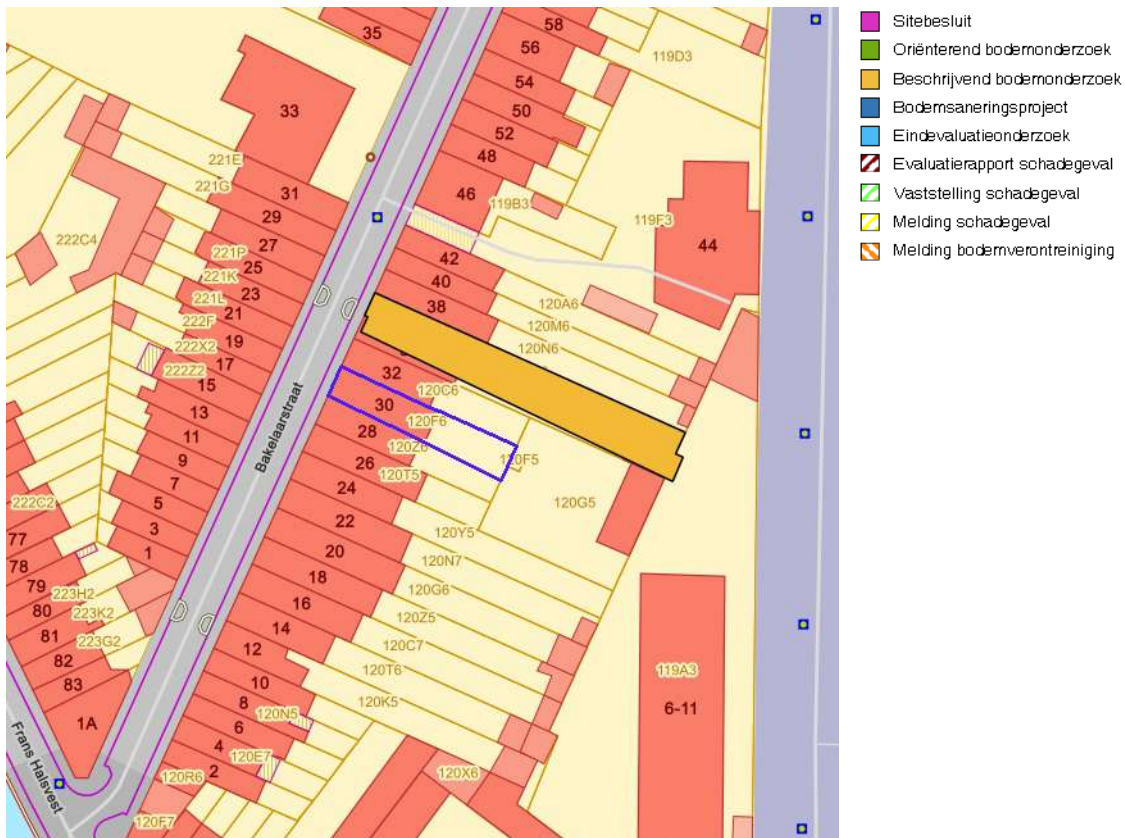 35
33
221E
221G
31
29
27
221P
25
221K
23
221L
21
222F
19
222X2
17
222Z2
15
13
11
9
7
5
3
1
222C4
222C2
77
78
79
80
81
82
83
1A
223H2
223K2
223G2
Frans Halsvest
Bakelaarstraat
58
56
54
50
52
48
46
119D3
119B3
119F3
44
42
40
38
120A6
120M6
120N6
32
120C6
30
120F6
28
120Z6
26
120T5
24
22
20
18
16
14
12
10
8
6
4
2
120F5
120G5
120Y5
120N7
120G6
120Z5
120C7
120T6
120K5
120N5
120E7
120R6
120F7
120X6
119A3
6-11
Sitebesluit
Oriënterend bodemonderzoek
Beschrijvend bodemonderzoek
Bodemsaneringsproject
Eindevaluatieonderzoek
Evaluatierapport schadegeval
Vaststelling schadegeval
Melding schadegeval
Melding bodemverontreiniging